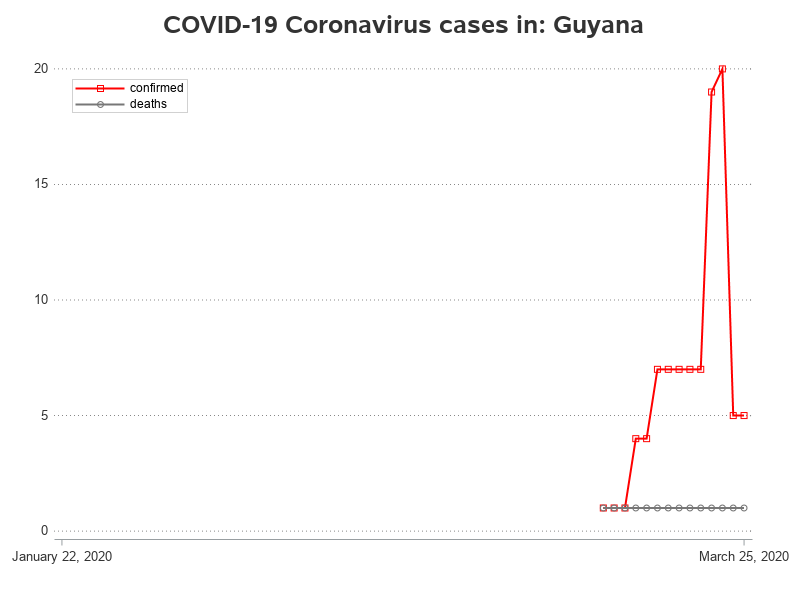 COVID-19 Coronavirus cases in: Guyana
20
confirmed
deaths
15
10
5
0
January 22, 2020
March 25, 2020